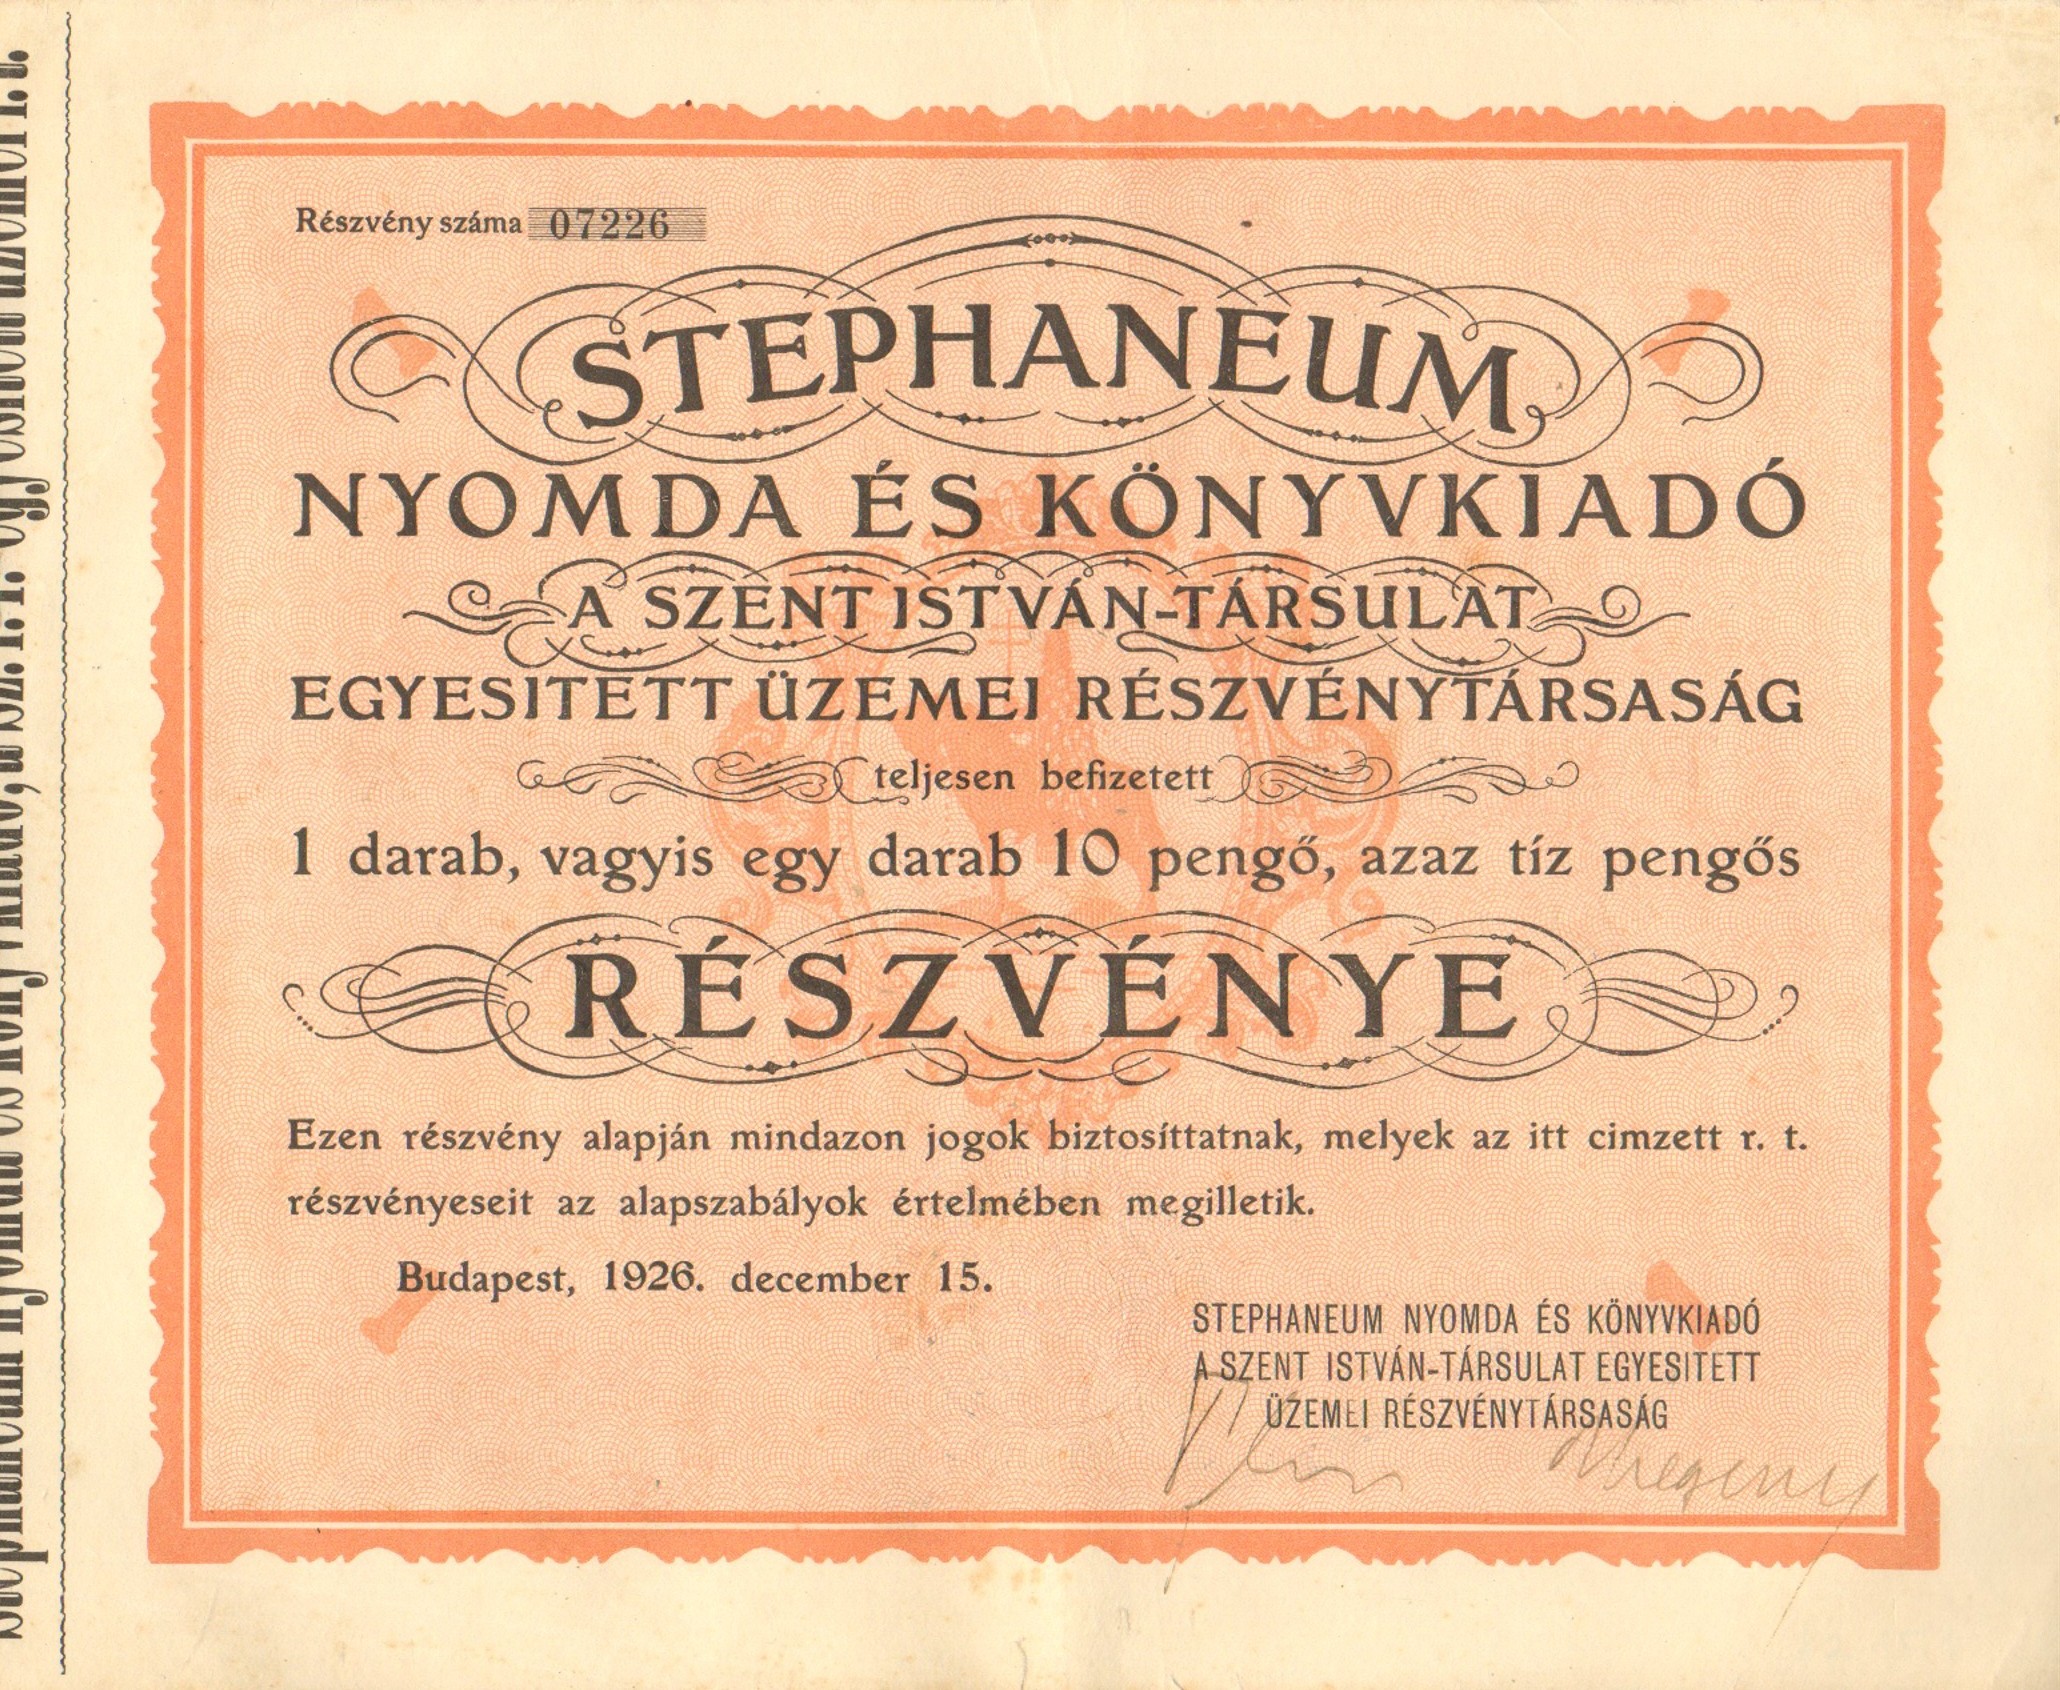 Részvény száma 07226
STEPHANEUM
NYOMDA ÉS KÖNYVKIADÓ
A SZENT ISTVÁN-TÁRSULAT
EGYESITETT ÜZEMEI RÉSZVÉNYTÁRSASÁG
teljesen befizetett
1 darab, vagyis egy darab 10 pengő, azaz tíz pengős
RÉSZVÉNYE
Ezen részvény alapján mindazon jogok biztosíttatnak, melyek az itt cimzett r. t.
részvényeseit az alapszabályok értelmében megilletik.
Budapest, 1926. december 15.
STEPHANEUM NYOMDA ÉS KÖNYVKIADÓ
A SZENT ISTVÁN-TÁRSULAT EGYESITETT
ÜZEMEI RÉSZVÉNYTÁRSASÁG